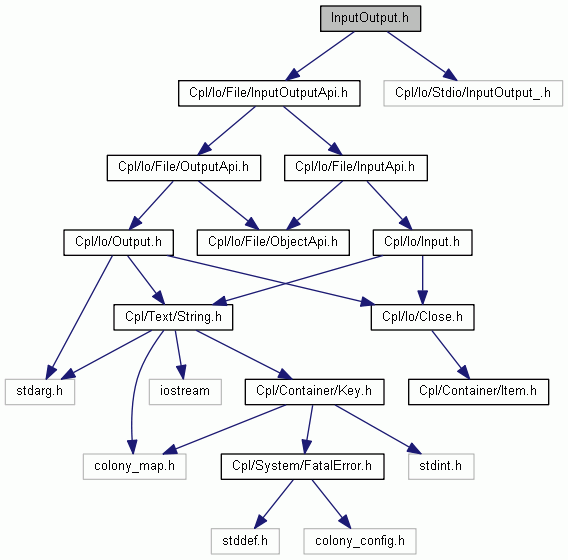 InputOutput.h
Cpl/Io/File/InputOutputApi.h
Cpl/Io/Stdio/InputOutput_.h
Cpl/Io/File/OutputApi.h
Cpl/Io/File/InputApi.h
Cpl/Io/Output.h
Cpl/Io/File/ObjectApi.h
Cpl/Io/Input.h
Cpl/Text/String.h
Cpl/Io/Close.h
stdarg.h
iostream
Cpl/Container/Key.h
Cpl/Container/Item.h
colony_map.h
Cpl/System/FatalError.h
stdint.h
stddef.h
colony_config.h